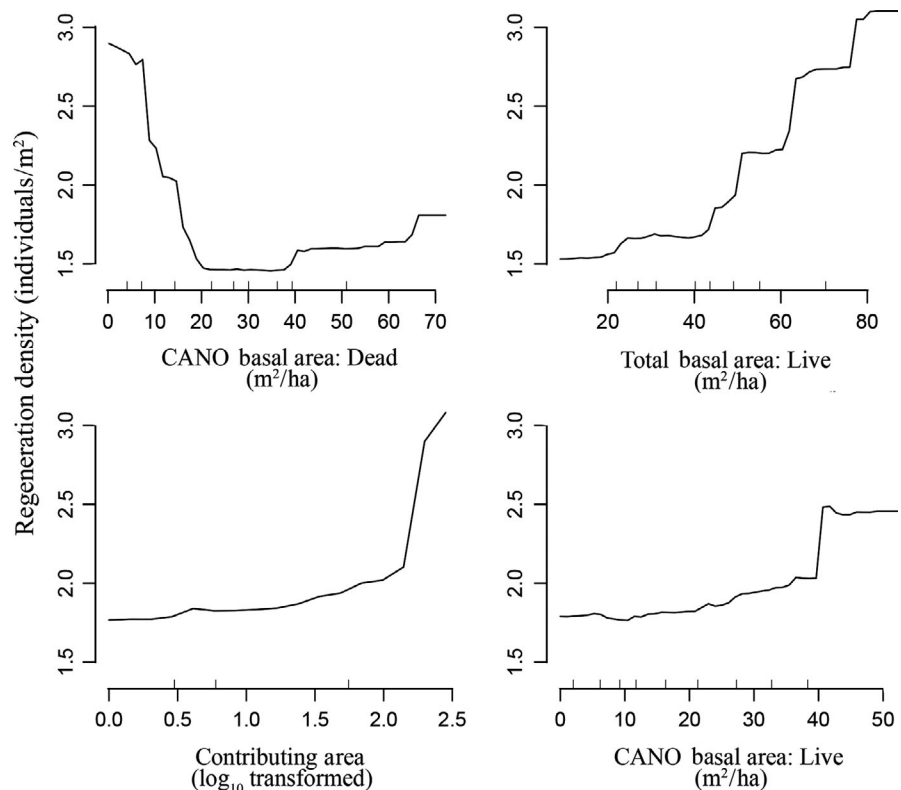 Regeneration density (individuals/m²)
3.0
2.5
2.0
1.5
0 10 20 30 40 50 60 70
CANO basal area: Dead
(m²/ha)
3.0
2.5
2.0
1.5
20 40 60 80
Total basal area: Live
(m²/ha)
3.0
2.5
2.0
1.5
0.0 0.5 1.0 1.5 2.0 2.5
Contributing area
(log₁₀ transformed)
3.0
2.5
2.0
1.5
0 10 20 30 40 50
CANO basal area: Live
(m²/ha)